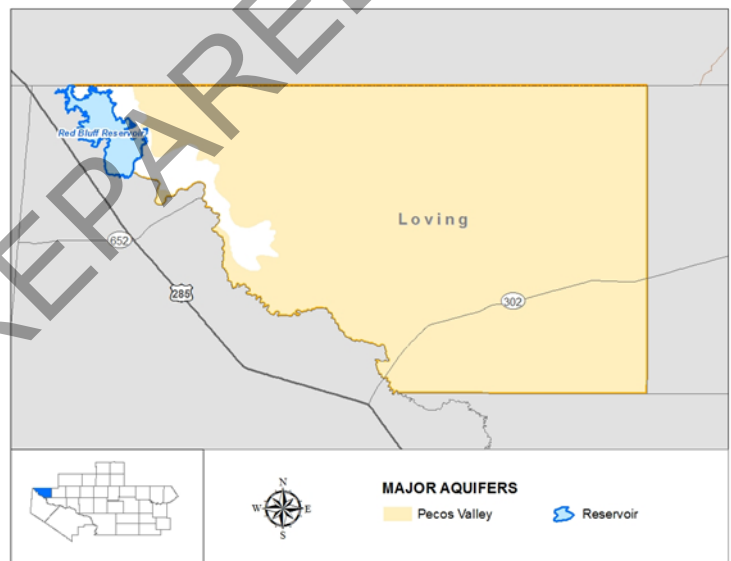 Red Bluff Reservoir
Loving
652
285
302
N
W E
S
MAJOR AQUIFERS
Pecos Valley
Reservoir